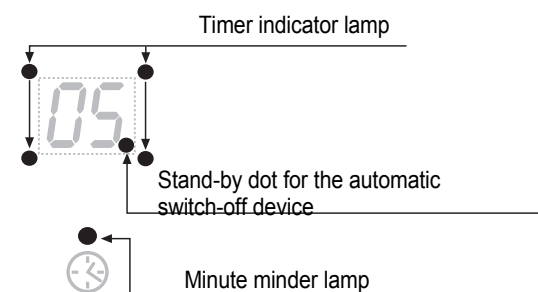 Timer indicator lamp
05
Stand-by dot for the automatic
switch-off device
Minute minder lamp